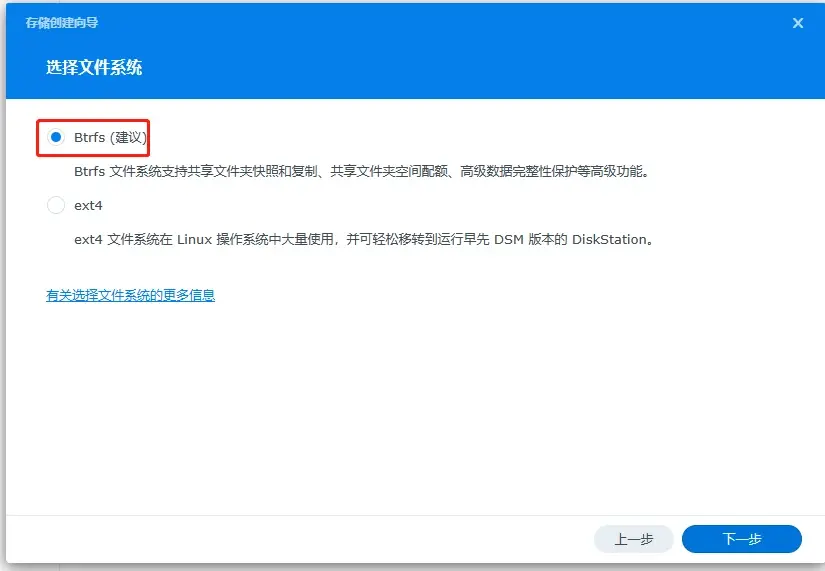 存储创建向导
选择文件系统
Btrfs (建议)
Btrfs 文件系统支持共享文件夹快照和复制、共享文件夹空间配额、高级数据完整性保护等高级功能。
ext4
ext4 文件系统在 Linux 操作系统中大量使用，并可轻松移转到运行早先 DSM 版本的 DiskStation。
有关选择文件系统的更多信息
上一步
下一步